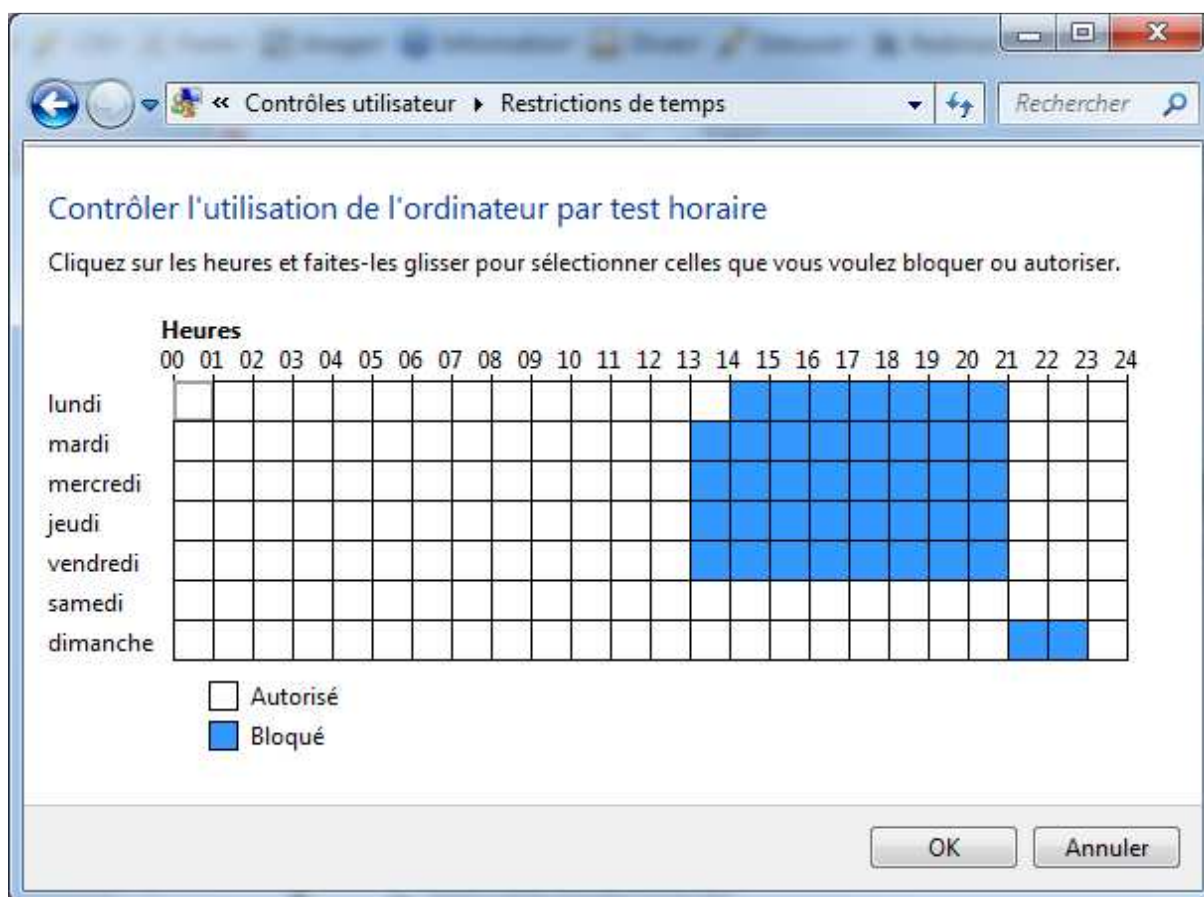 « Contrôles utilisateur ▸ Restrictions de temps
Rechercher
Contrôler l'utilisation de l'ordinateur par test horaire
Cliquez sur les heures et faites-les glisser pour sélectionner celles que vous voulez bloquer ou autoriser.
Heures
00 01 02 03 04 05 06 07 08 09 10 11 12 13 14 15 16 17 18 19 20 21 22 23 24
lundi
mardi
mercredi
jeudi
vendredi
samedi
dimanche
Autorisé
Bloqué
OK Annuler